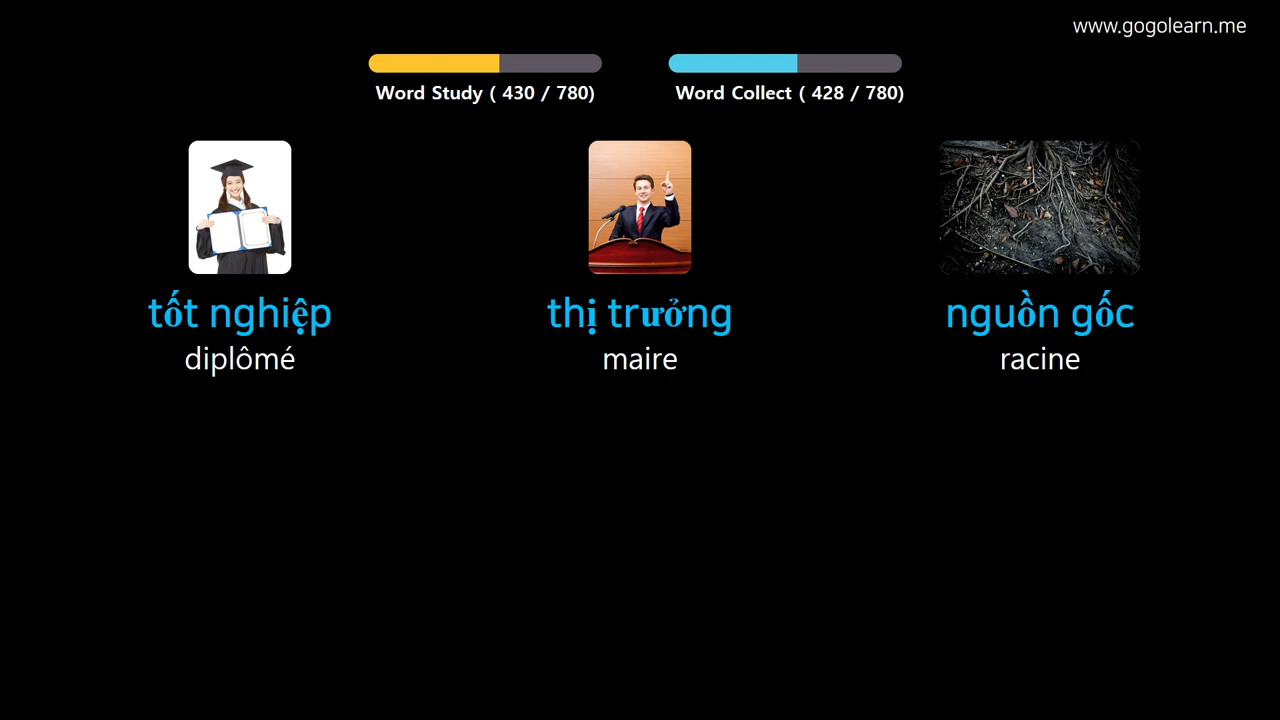 www.gogolearn.me
Word Study ( 430 / 780)
Word Collect ( 428 / 780)
tốt nghiệp
thị trưởng
nguồn gốc
diplômé
maire
racine